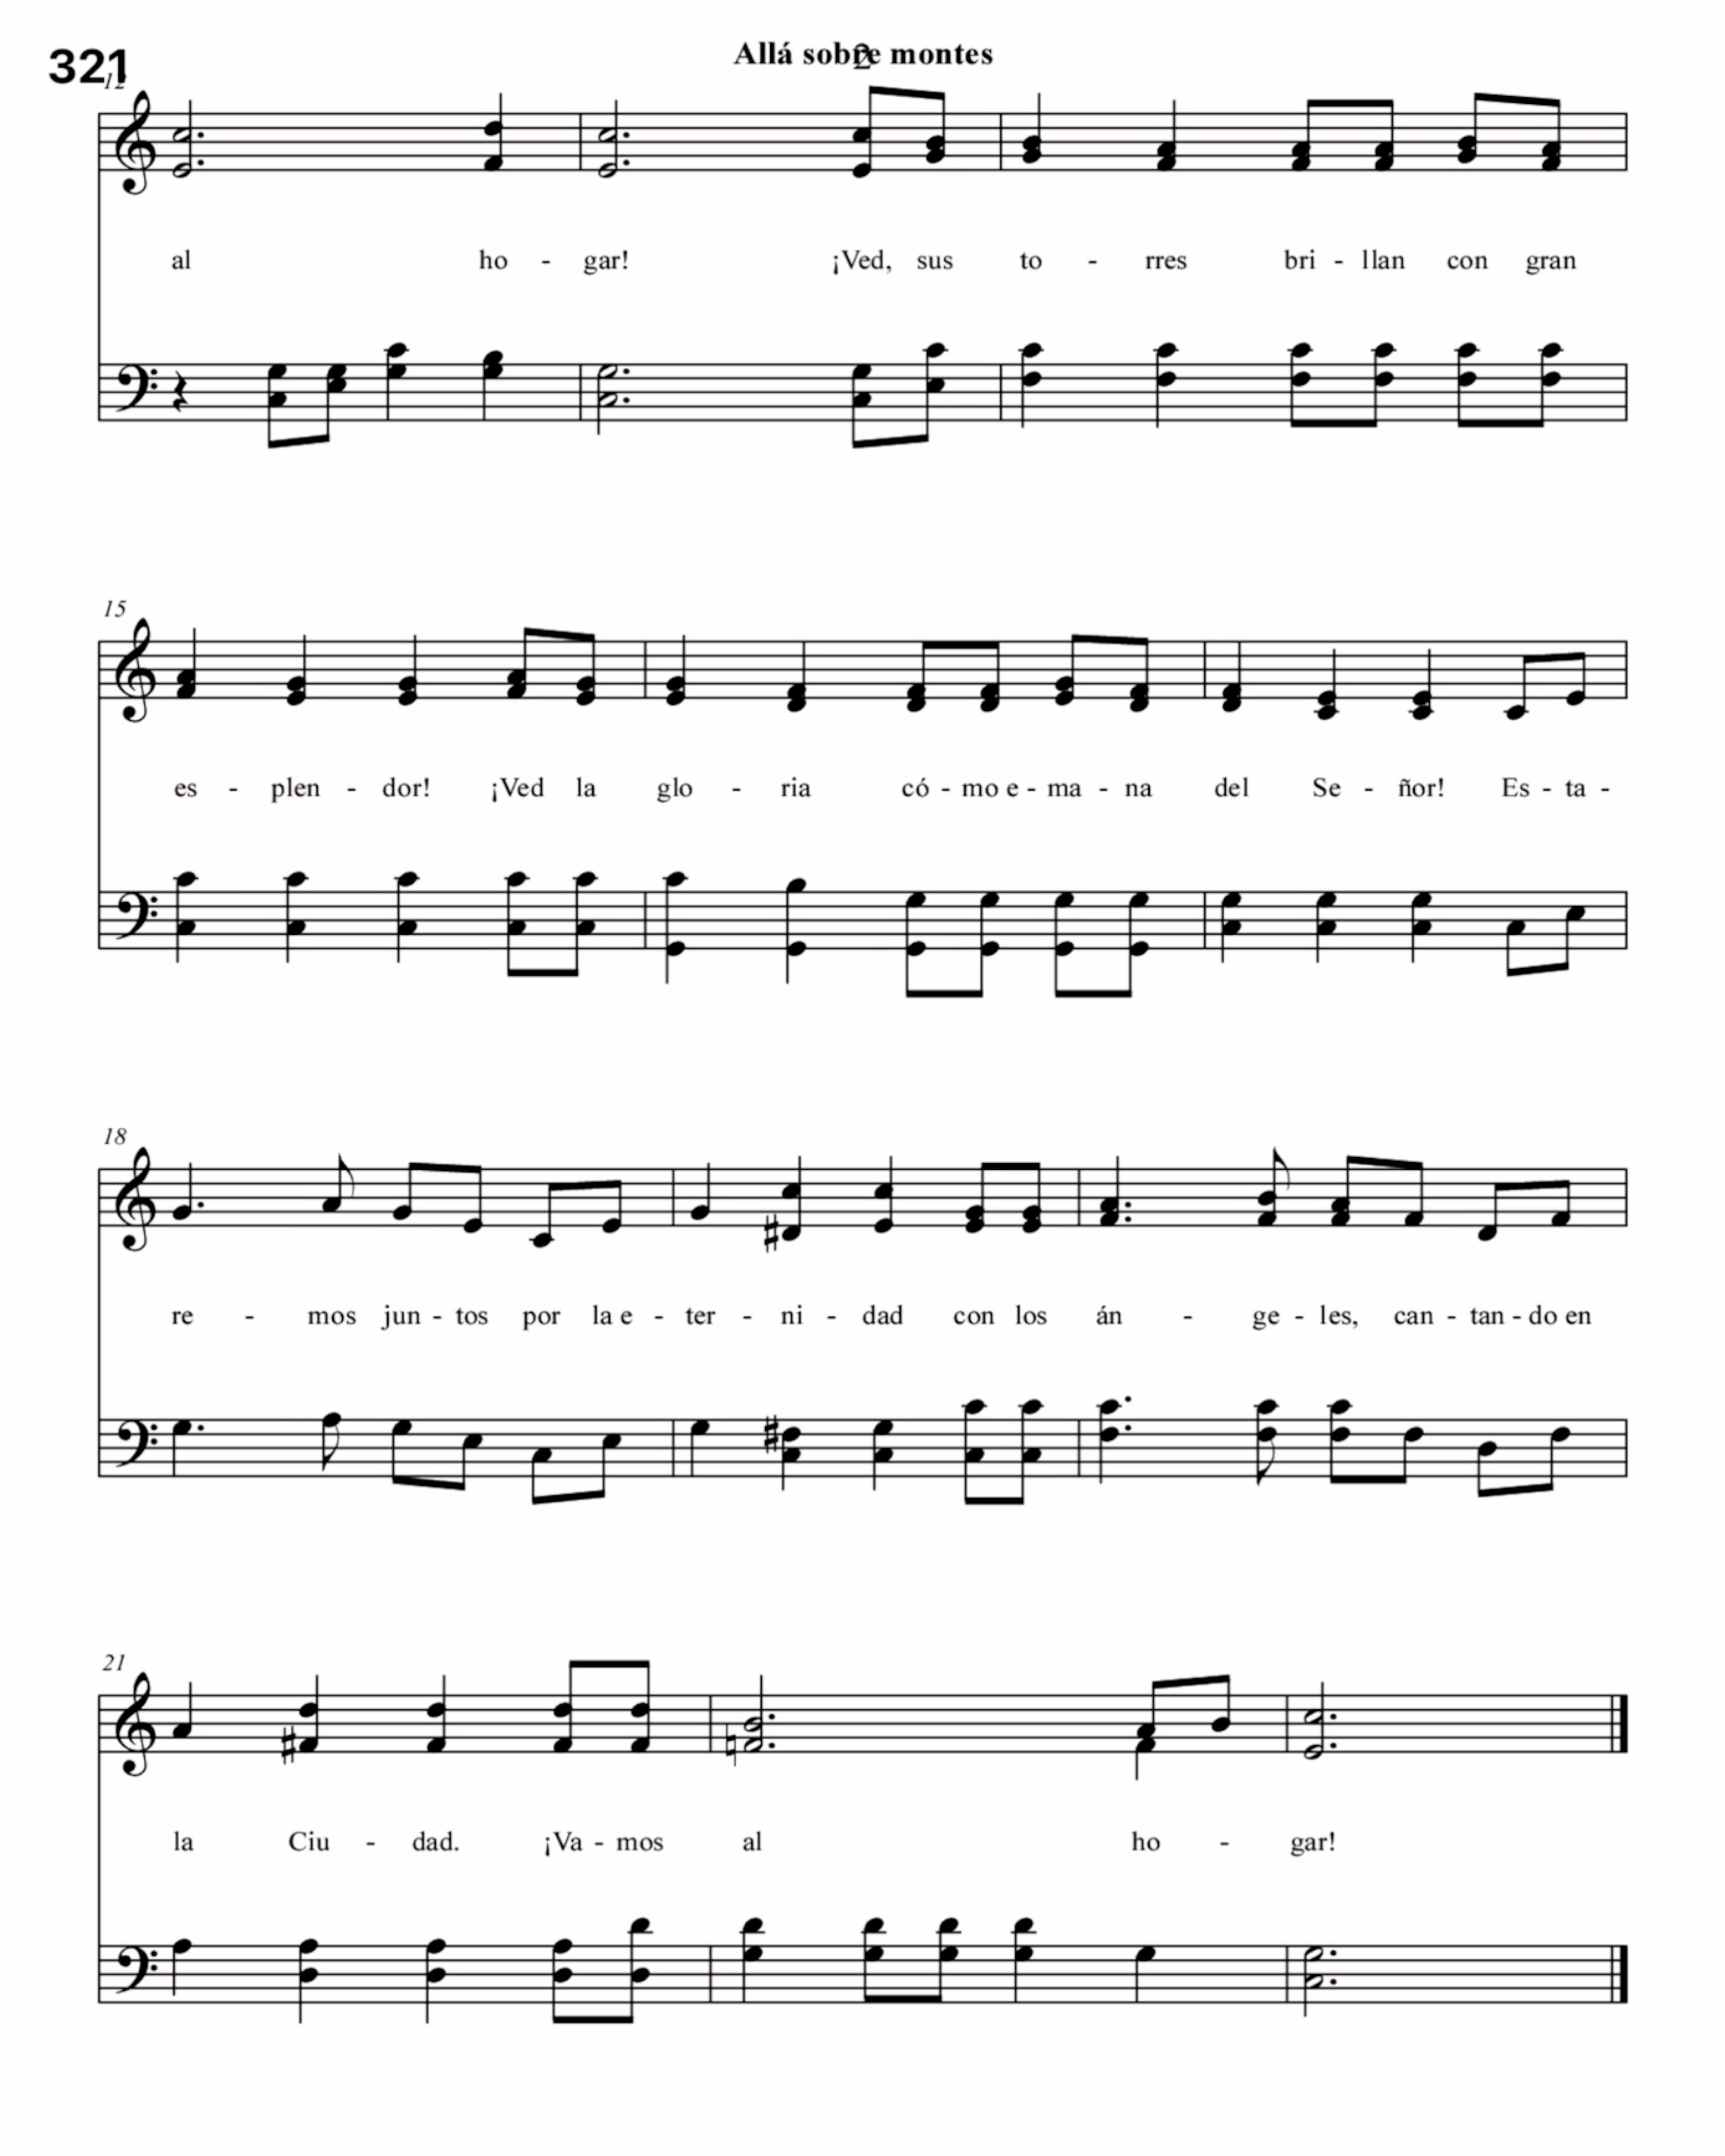 321
Allá sobre montes
2
12
al ho - gar! ¡Ved, sus to - rres bri - llan con gran
15
es - plen - dor! ¡Ved la glo - ria có - mo e - ma - na del Se - ñor! Es - ta -
18
re - mos jun - tos por la e - ter - ni - dad con los án - ge - les, can - tan - do en
21
la Ciu - dad. ¡Va - mos al ho - gar!